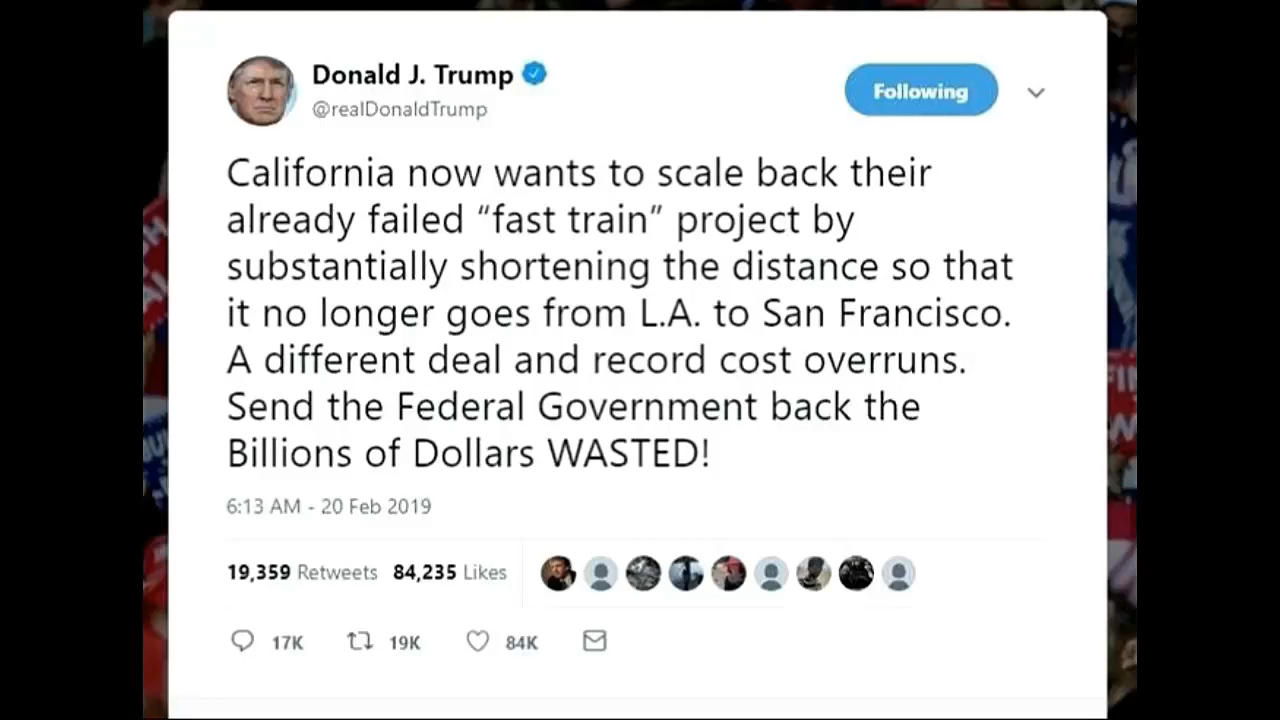 Donald J. Trump
@realDonaldTrump
Following
California now wants to scale back their
already failed “fast train” project by
substantially shortening the distance so that
it no longer goes from L.A. to San Francisco.
A different deal and record cost overruns.
Send the Federal Government back the
Billions of Dollars WASTED!
6:13 AM - 20 Feb 2019
19,359 Retweets 84,235 Likes
17K 19K 84K